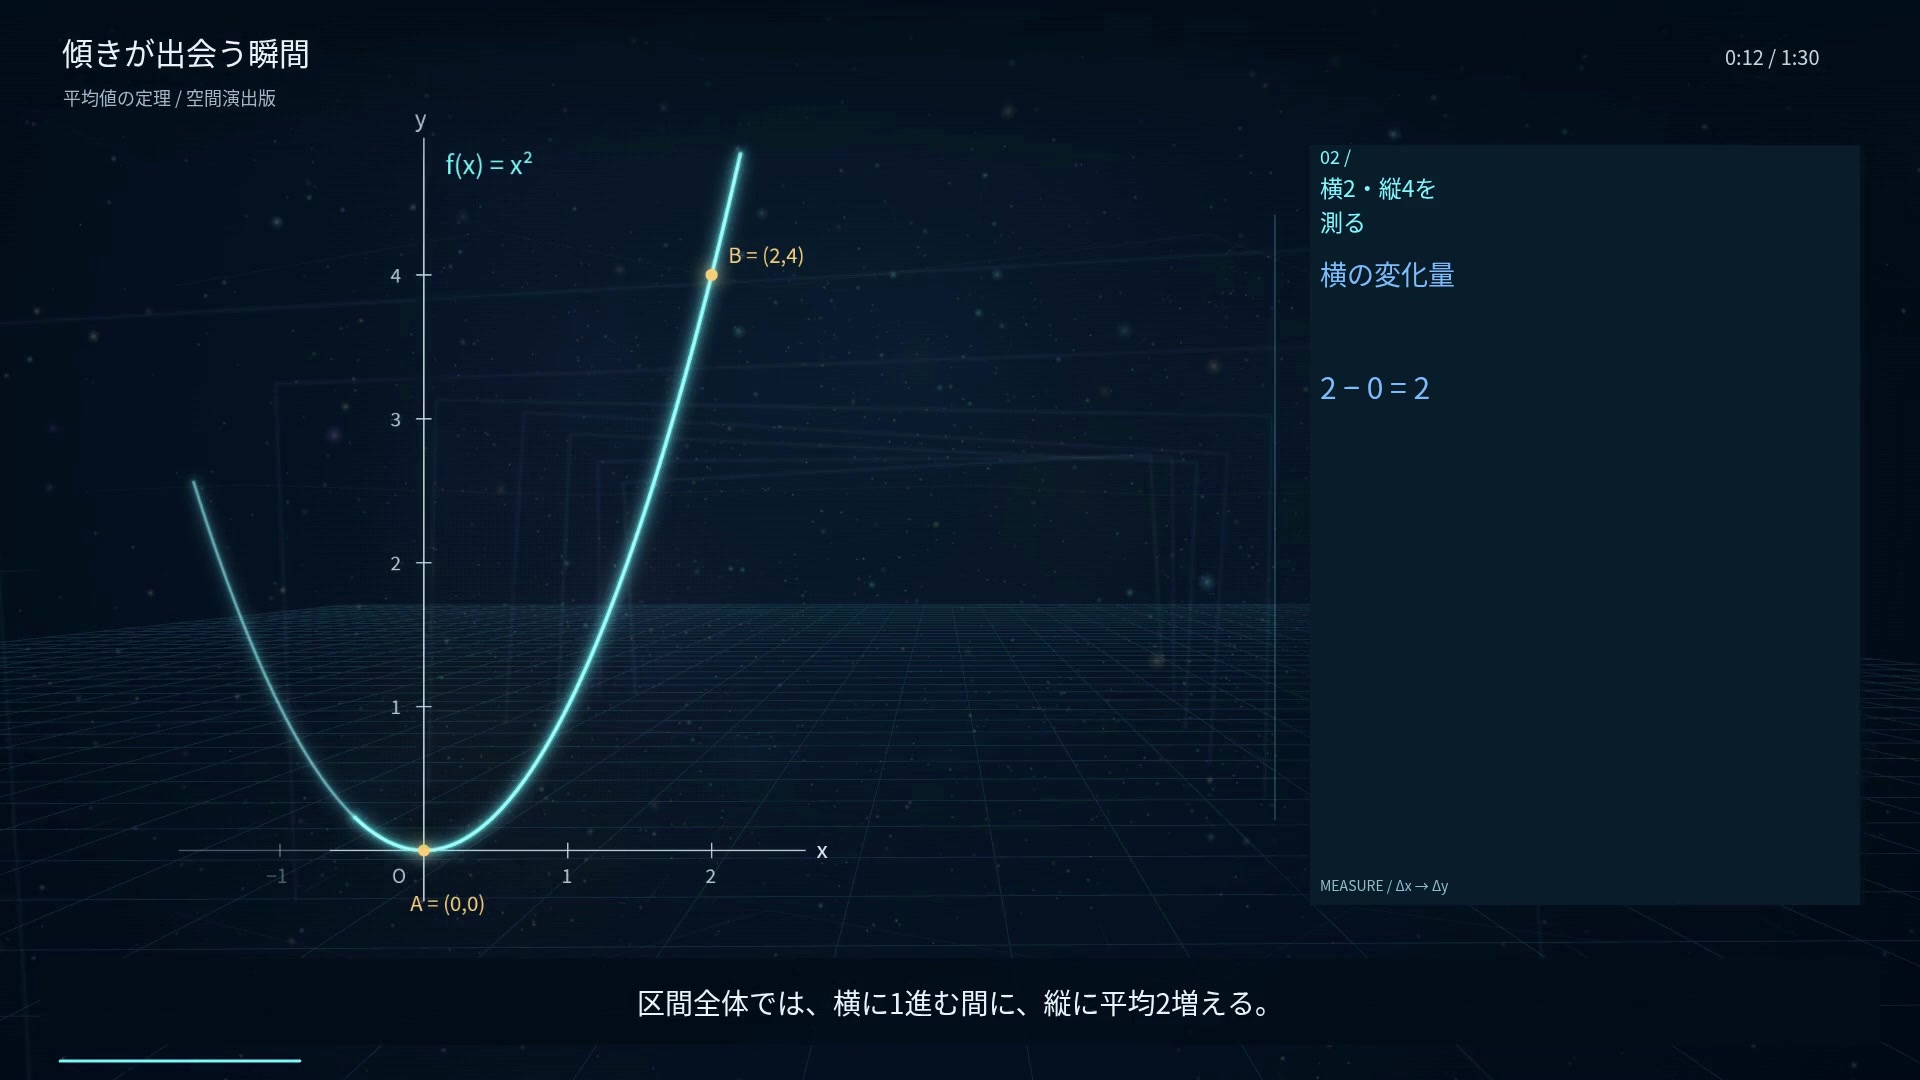 傾きが出会う瞬間
平均値の定理 / 空間演出版
0:12 / 1:30
y
f(x) = x²
B = (2,4)
4
3
2
1
−1
O
1
2
x
A = (0,0)
02 /
横2・縦4を
測る
横の変化量
2 − 0 = 2
MEASURE / Δx → Δy
区間全体では、横に1進む間に、縦に平均2増える。